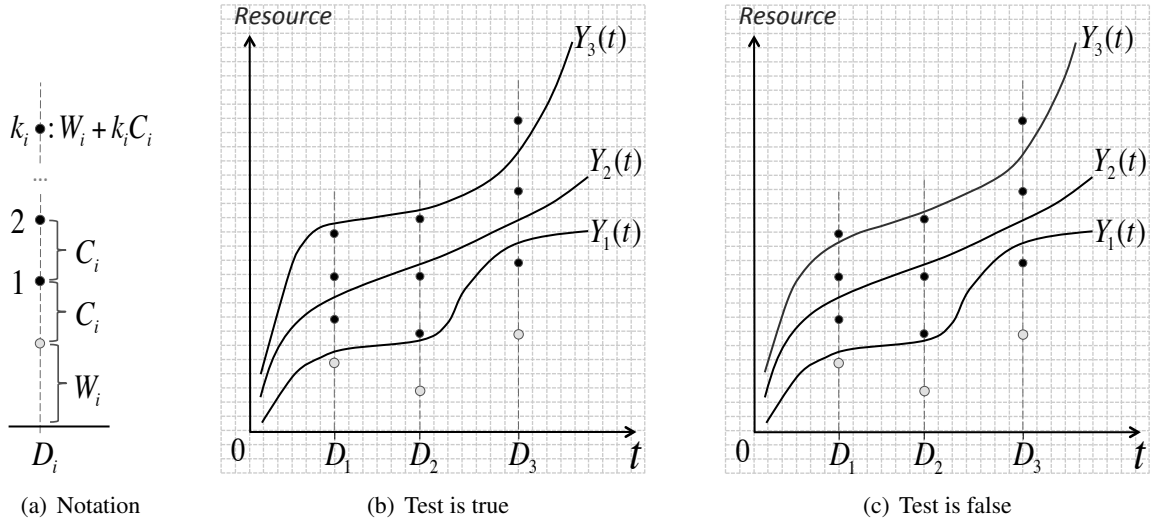 k_i : W_i + k_i C_i
...
2
C_i
1
C_i
W_i
D_i
(a) Notation
Resource
Y_3(t)
Y_2(t)
Y_1(t)
0
D_1
D_2
D_3
t
(b) Test is true
Resource
Y_3(t)
Y_2(t)
Y_1(t)
0
D_1
D_2
D_3
t
(c) Test is false